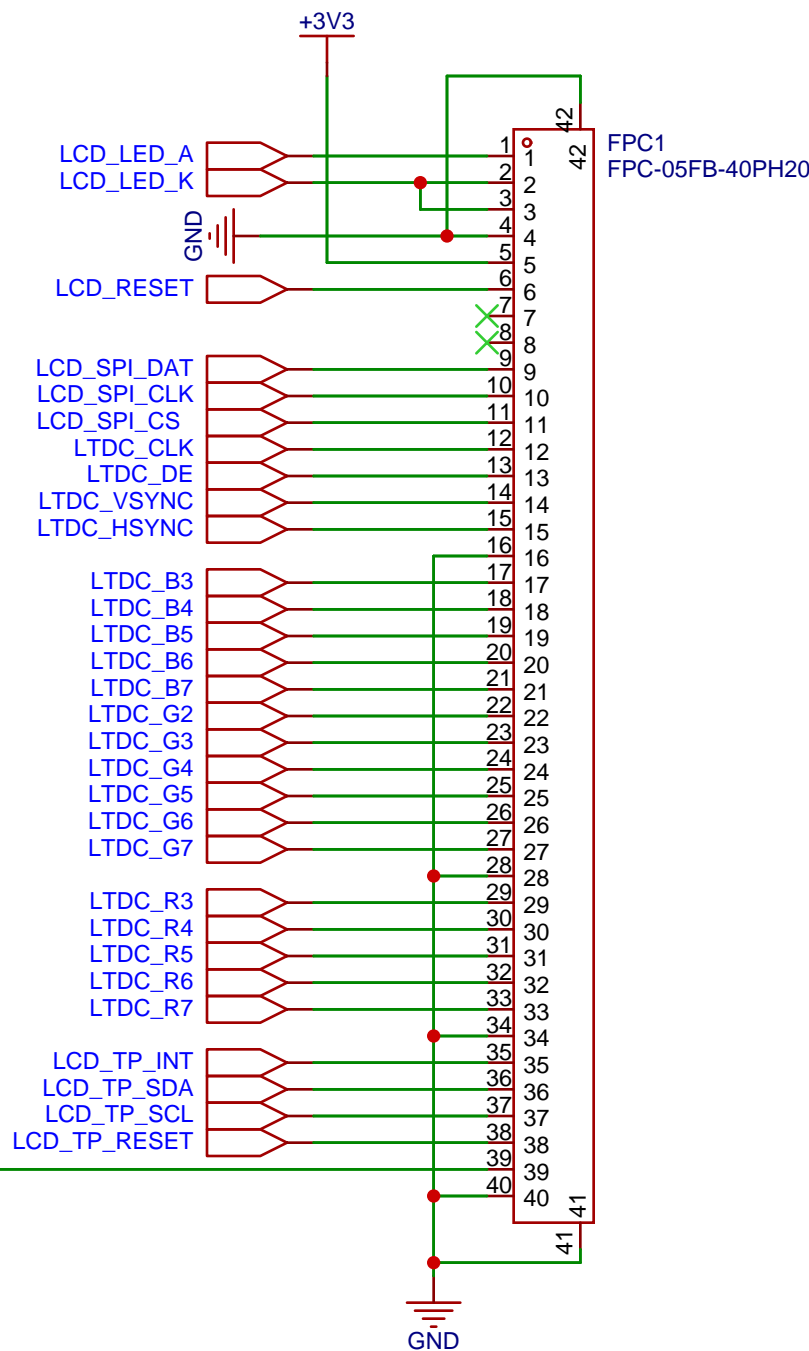 +3V3
42
42
FPC1
FPC-05FB-40PH20
LCD_LED_A 1 1
LCD_LED_K 2 2
3 3
GND 4 4
5 5
LCD_RESET 6 6
7 7
8 8
LCD_SPI_DAT 9 9
LCD_SPI_CLK 10 10
LCD_SPI_CS 11 11
LTDC_CLK 12 12
LTDC_DE 13 13
LTDC_VSYNC 14 14
LTDC_HSYNC 15 15
16 16
LTDC_B3 17 17
LTDC_B4 18 18
LTDC_B5 19 19
LTDC_B6 20 20
LTDC_B7 21 21
LTDC_G2 22 22
LTDC_G3 23 23
LTDC_G4 24 24
LTDC_G5 25 25
LTDC_G6 26 26
LTDC_G7 27 27
28 28
LTDC_R3 29 29
LTDC_R4 30 30
LTDC_R5 31 31
LTDC_R6 32 32
LTDC_R7 33 33
34 34
LCD_TP_INT 35 35
LCD_TP_SDA 36 36
LCD_TP_SCL 37 37
LCD_TP_RESET 38 38
39 39
40 40
41
41
GND